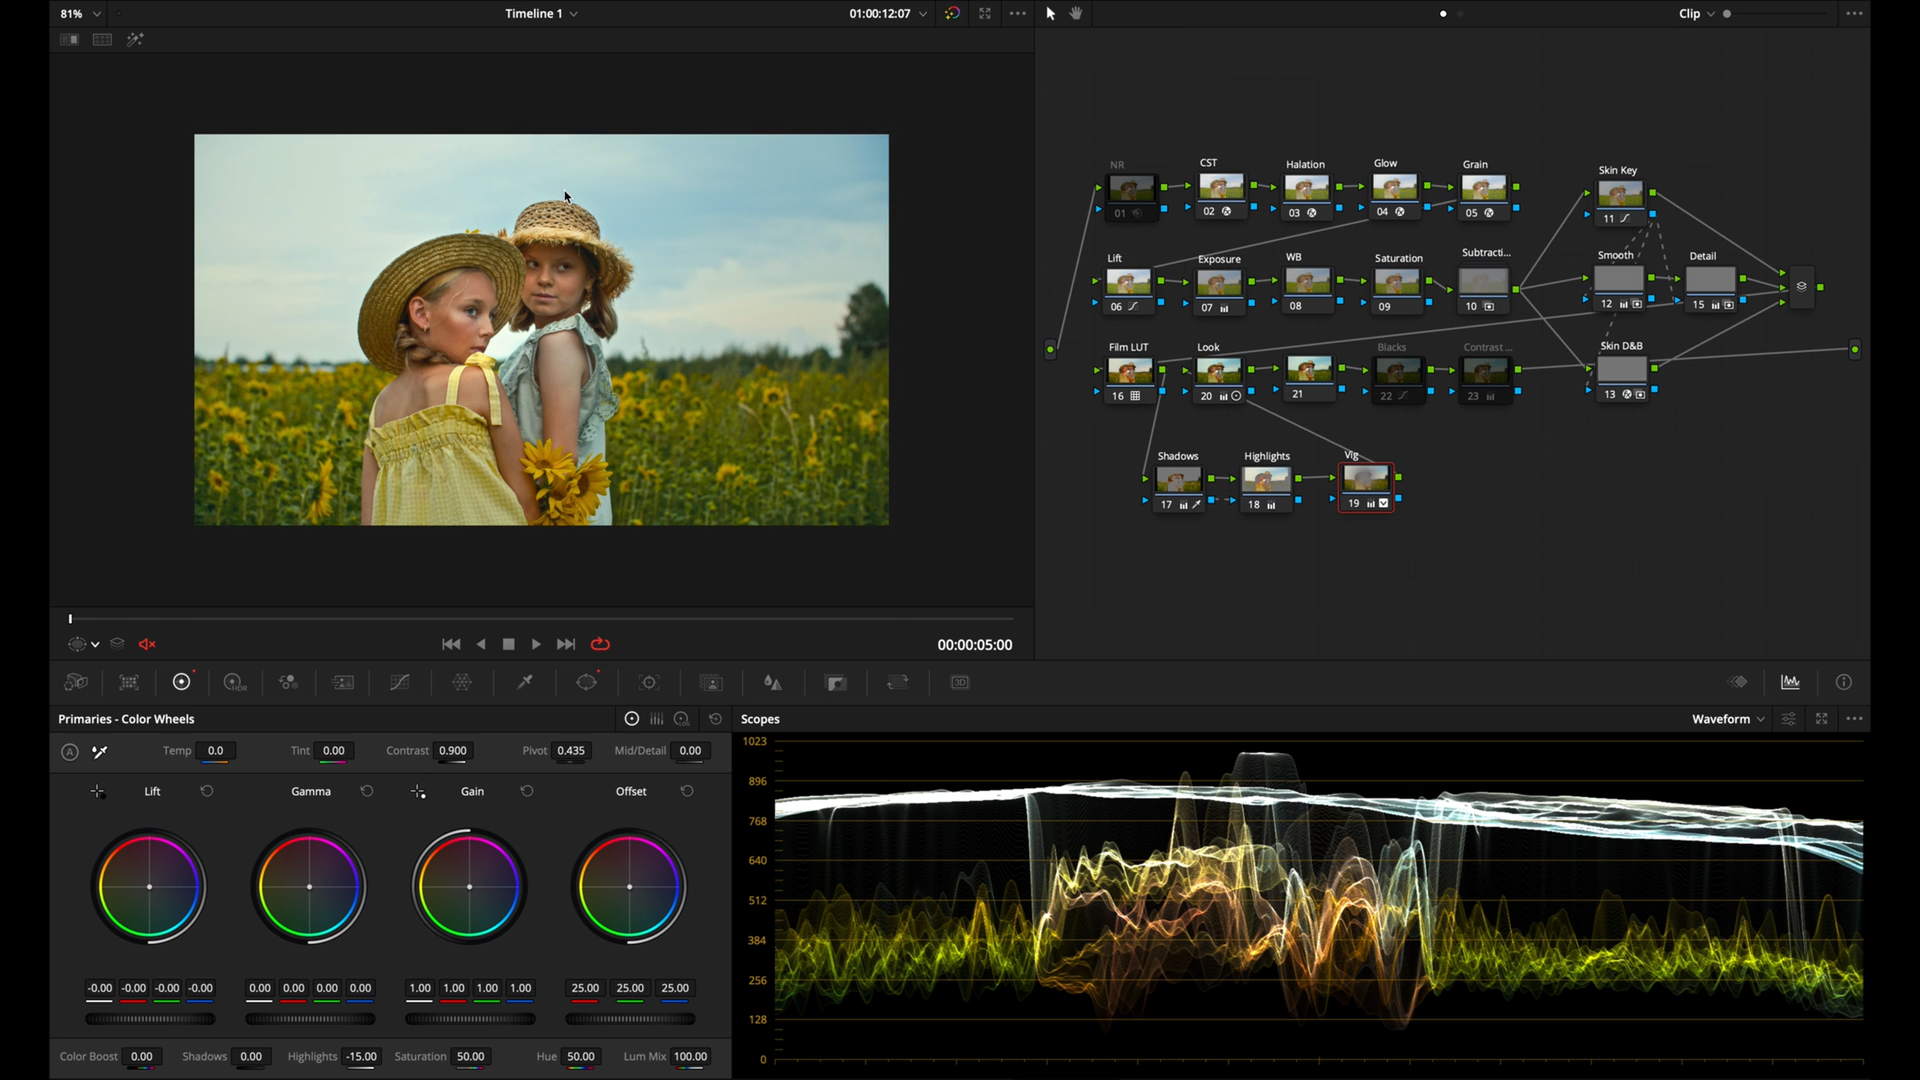 81%
Timeline 1
01:00:12:07
Clip
NR
CST
Halation
Glow
Grain
Skin Key
01
02
03
04
05
11
Lift
Exposure
WB
Saturation
Subtracti...
Smooth
Detail
06
07
08
09
10
12
15
Film LUT
Look
Blacks
Contrast ...
Skin D&B
16
20
21
22
23
13
Shadows
Highlights
Vig
17
18
19
00:00:05:00
HDR
3D
Primaries - Color Wheels
LOG
Scopes
Waveform
A
Temp 0.0 Tint 0.00 Contrast 0.900 Pivot 0.435 Mid/Detail 0.00
Lift Gamma Gain Offset
-0.00 -0.00 -0.00 -0.00 0.00 0.00 0.00 0.00 1.00 1.00 1.00 1.00 25.00 25.00 25.00
Color Boost 0.00 Shadows 0.00 Highlights -15.00 Saturation 50.00 Hue 50.00 Lum Mix 100.00
1023
896
768
640
512
384
256
128
0